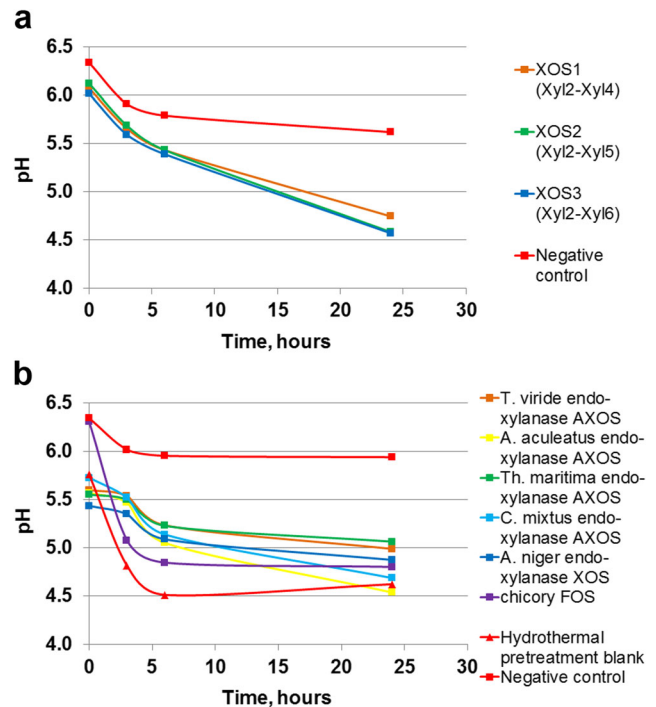 a
6.5
6.0
5.5
5.0
4.5
4.0
pH
0
5
10
15
20
25
30
Time, hours
XOS1
(Xyl2-Xyl4)
XOS2
(Xyl2-Xyl5)
XOS3
(Xyl2-Xyl6)
Negative
control
b
6.5
6.0
5.5
5.0
4.5
4.0
pH
0
5
10
15
20
25
30
Time, hours
T. viride endo-
xylanase AXOS
A. aculeatus endo-
xylanase AXOS
Th. maritima endo-
xylanase AXOS
C. mixtus endo-
xylanase AXOS
A. niger endo-
xylanase XOS
chicory FOS
Hydrothermal
pretreatment blank
Negative control